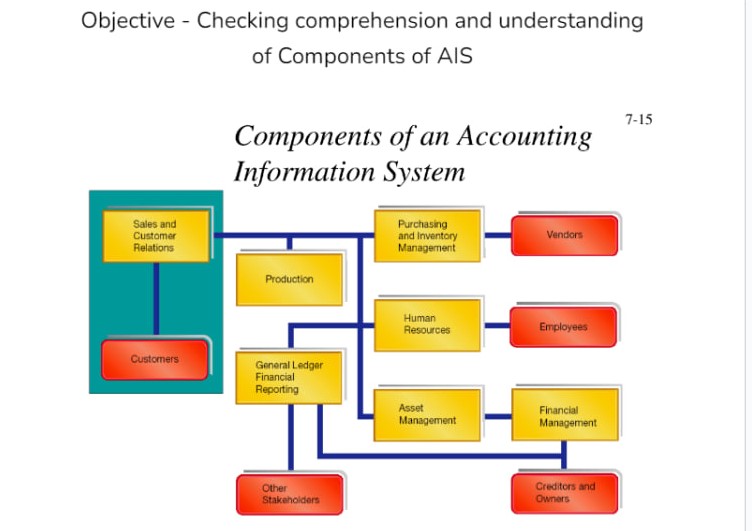 Objective - Checking comprehension and understanding
of Components of AIS
7-15
Components of an Accounting
Information System
Sales and
Customer
Relations
Purchasing
and Inventory
Management
Vendors
Production
Human
Resources
Employees
Customers
General Ledger
Financial
Reporting
Asset
Management
Financial
Management
Other
Stakeholders
Creditors and
Owners